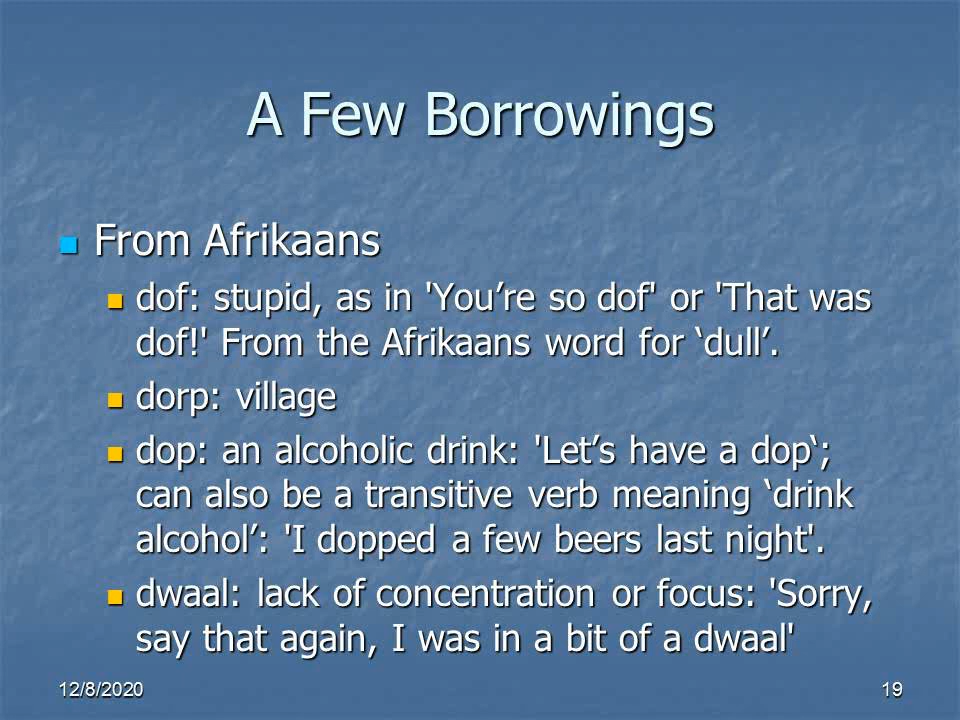 A Few Borrowings
From Afrikaans
dof: stupid, as in 'You’re so dof' or 'That was
dof!' From the Afrikaans word for ‘dull’.
dorp: village
dop: an alcoholic drink: 'Let’s have a dop‘;
can also be a transitive verb meaning ‘drink
alcohol’: 'I dopped a few beers last night'.
dwaal: lack of concentration or focus: 'Sorry,
say that again, I was in a bit of a dwaal'
12/8/2020 19